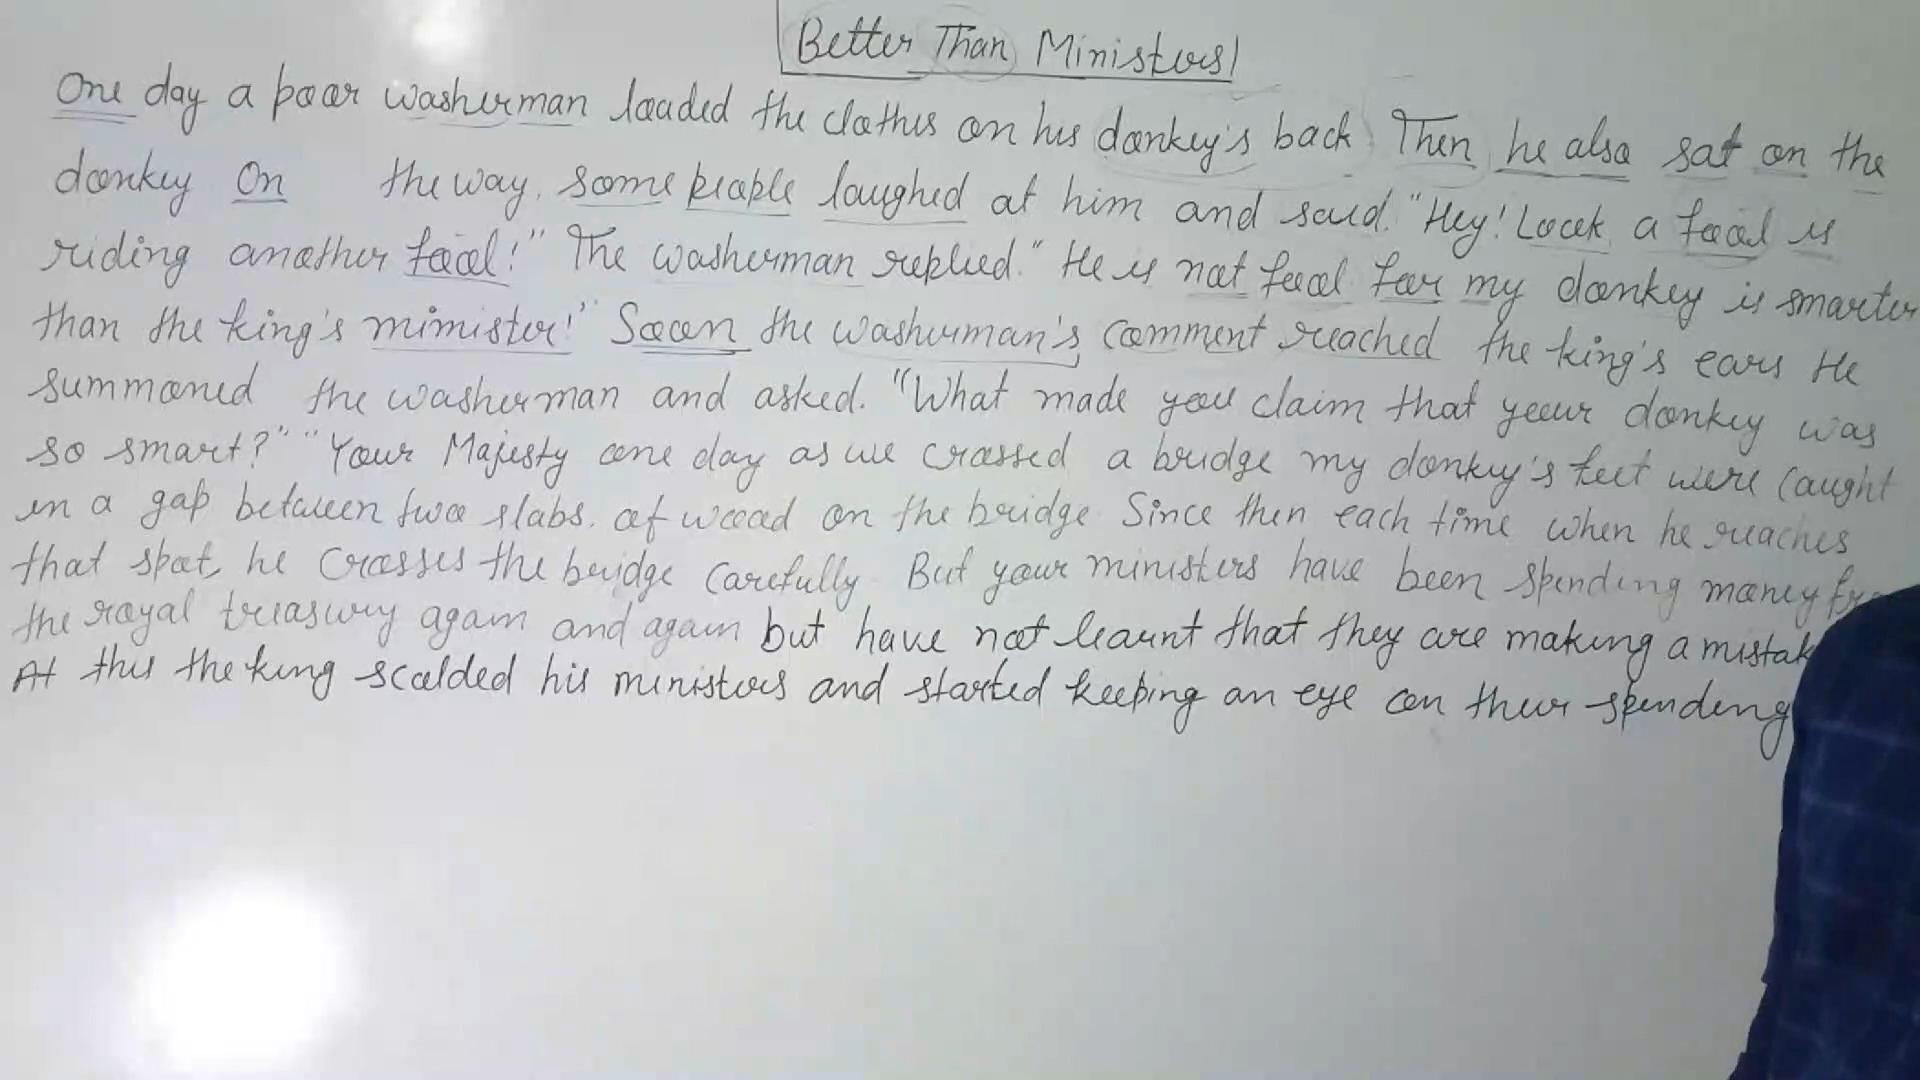 Better Than Ministers!
One day a poor washerman loaded the clothes on his donkey's back. Then he also sat on the
donkey On the way, some people laughed at him and said. "Hey! Look a fool is
riding another fool!" The washerman replied." He is not fool for my donkey is smarter
than the king's minister!" Soon the washerman's comment reached the king's ears He
summoned the washerman and asked. "What made you claim that your donkey was
so smart?" "Your Majesty one day as we crossed a bridge my donkey's feet were caught
in a gap between two slabs. of wood on the bridge. Since then each time when he reaches
that spot, he crosses the bridge carefully. But your ministers have been spending money
the royal treasury again and again but have not learnt that they are making a
At this the king scolded his ministers and started keeping an eye on their spending